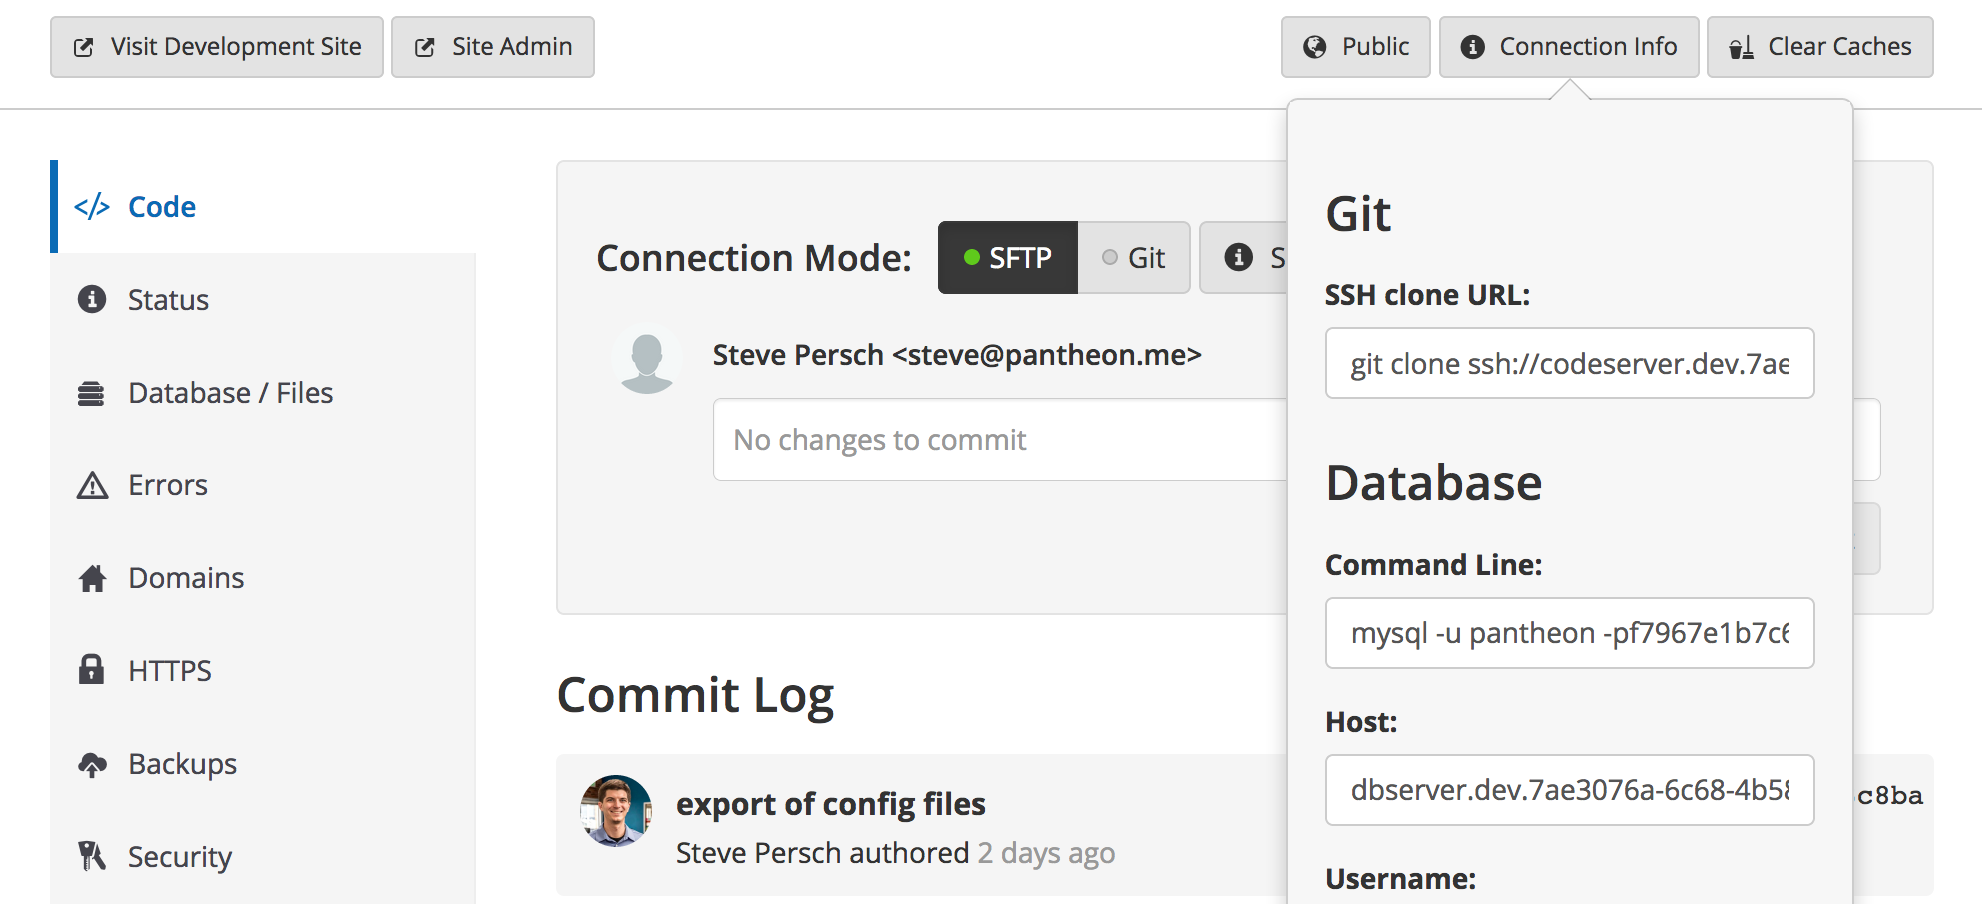 Visit Development Site
Site Admin
Public
Connection Info
Clear Caches
Code
Status
Database / Files
Errors
Domains
HTTPS
Backups
Security
Connection Mode:
SFTP
Git
S
Steve Persch <steve@pantheon.me>
No changes to commit
Commit Log
export of config files
Steve Persch authored 2 days ago
c8ba
Git
SSH clone URL:
git clone ssh://codeserver.dev.7ae
Database
Command Line:
mysql -u pantheon -pf7967e1b7c6
Host:
dbserver.dev.7ae3076a-6c68-4b58
Username: